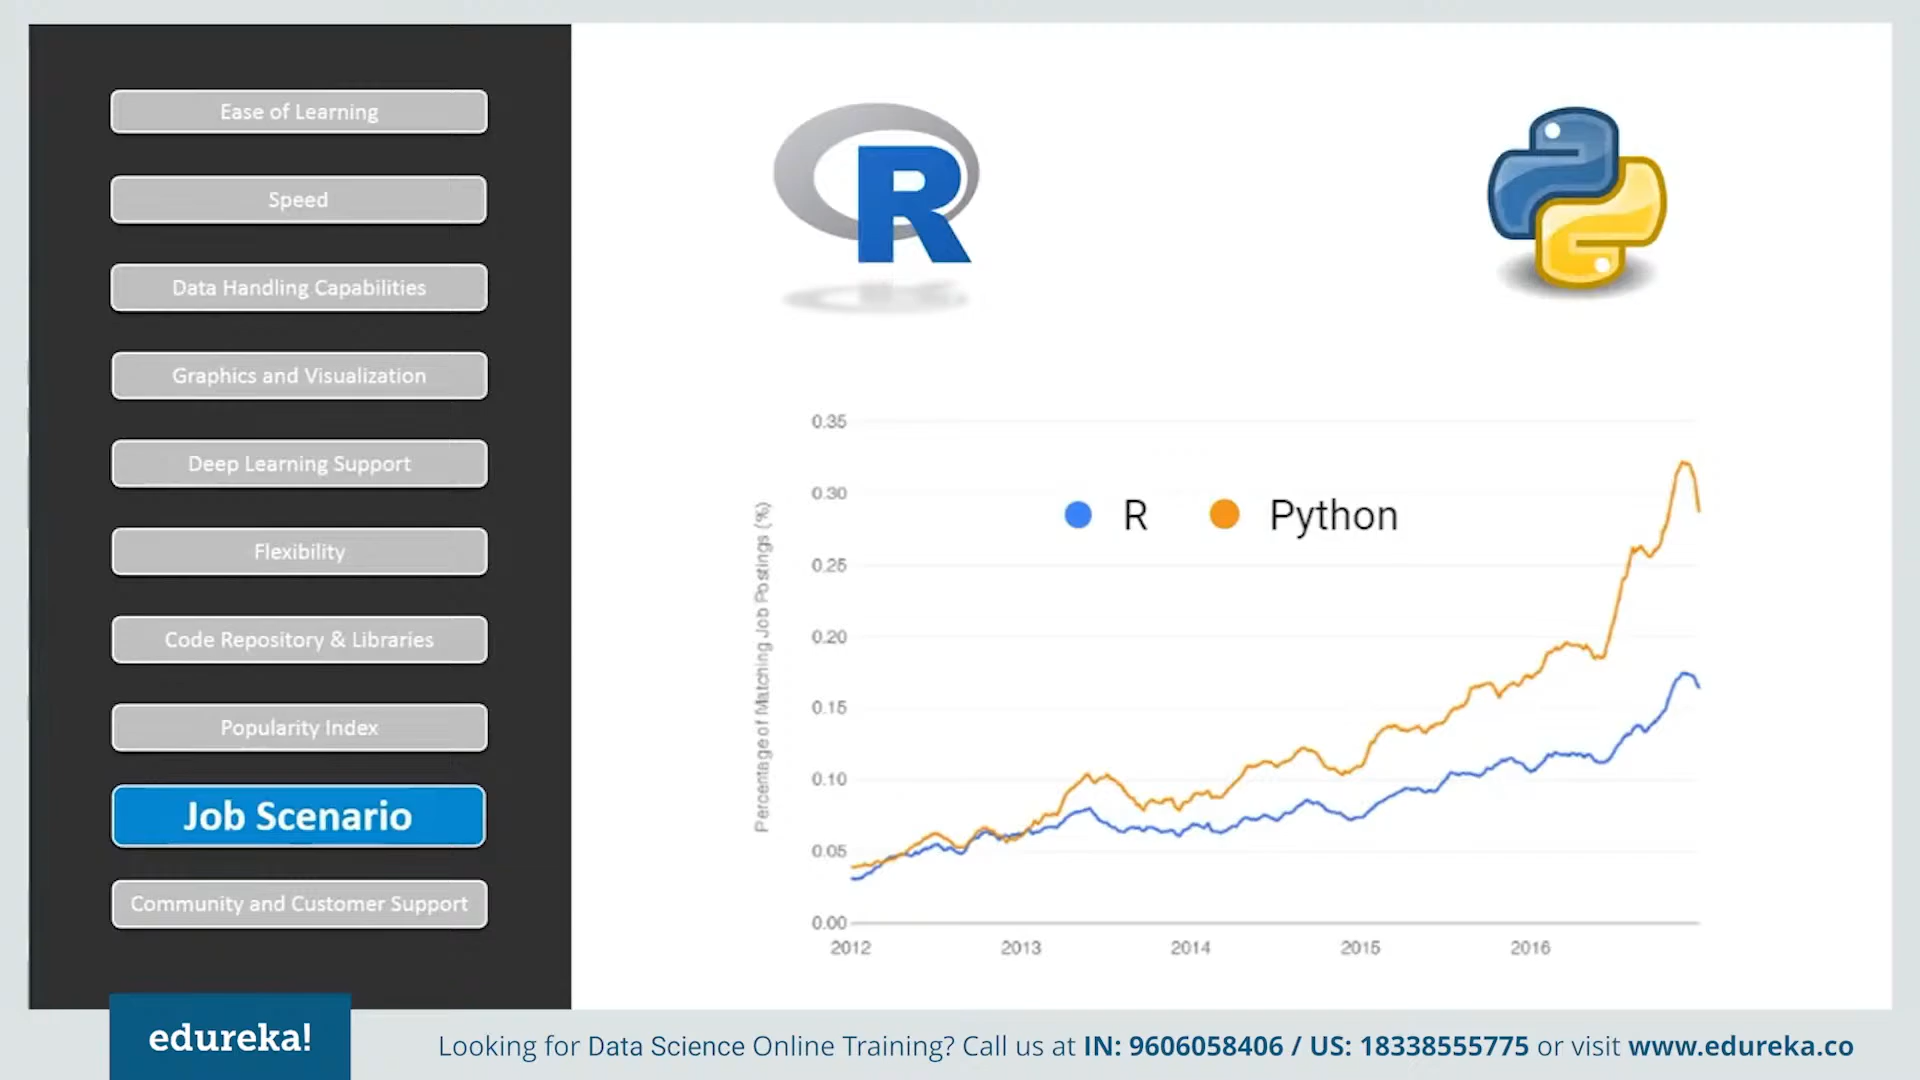 Ease of Learning
Speed
Data Handling Capabilities
Graphics and Visualization
Deep Learning Support
Flexibility
Code Repository & Libraries
Popularity Index
Job Scenario
Community and Customer Support
R
Percentage of Matching Job Postings (%)
0.35
0.30
0.25
0.20
0.15
0.10
0.05
0.00
R Python
2012 2013 2014 2015 2016
edureka!
Looking for Data Science Online Training? Call us at IN: 9606058406 / US: 18338555775 or visit www.edureka.co